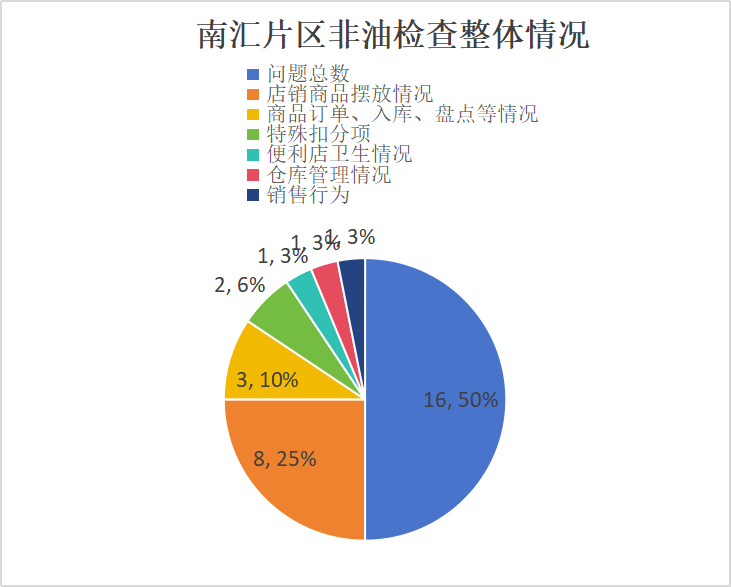 南汇片区非油检查整体情况
问题总数
店销商品摆放情况
商品订单、入库、盘点等情况
特殊扣分项
便利店卫生情况
仓库管理情况
销售行为
1, 3%
1, 3%
1, 3%
2, 6%
3, 10%
16, 50%
8, 25%